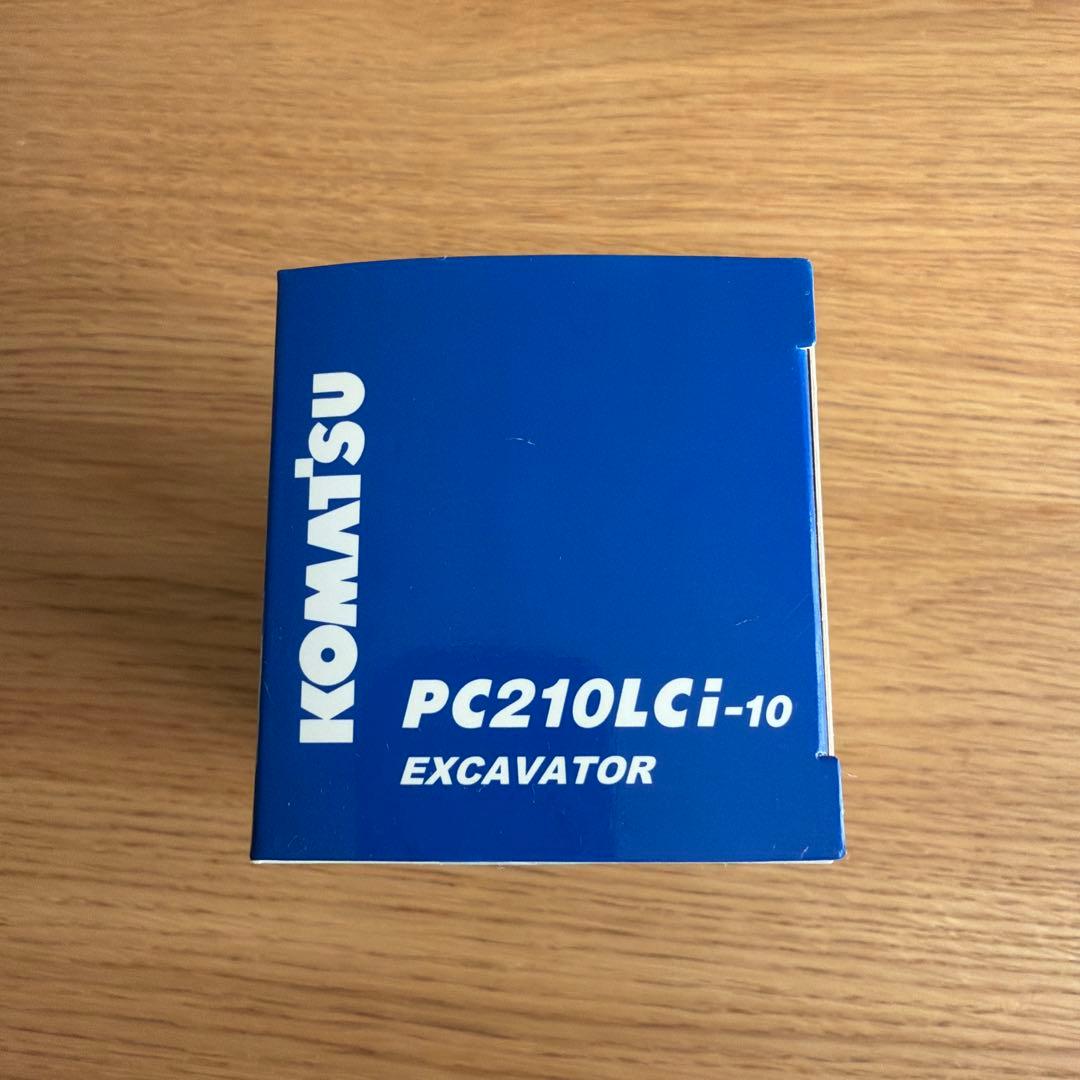 KOMATSU
PC210LCi-10
EXCAVATOR